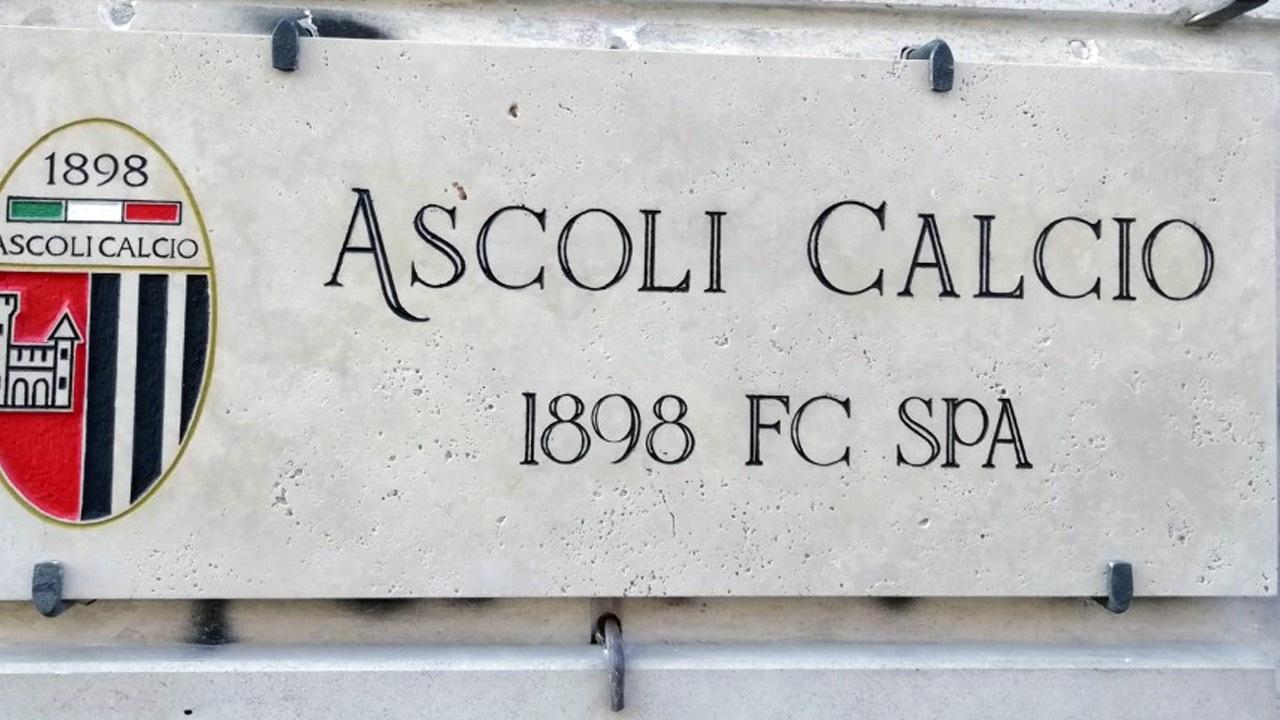 1898
ASCOLI CALCIO
ASCOLI CALCIO
1898 FC SPA